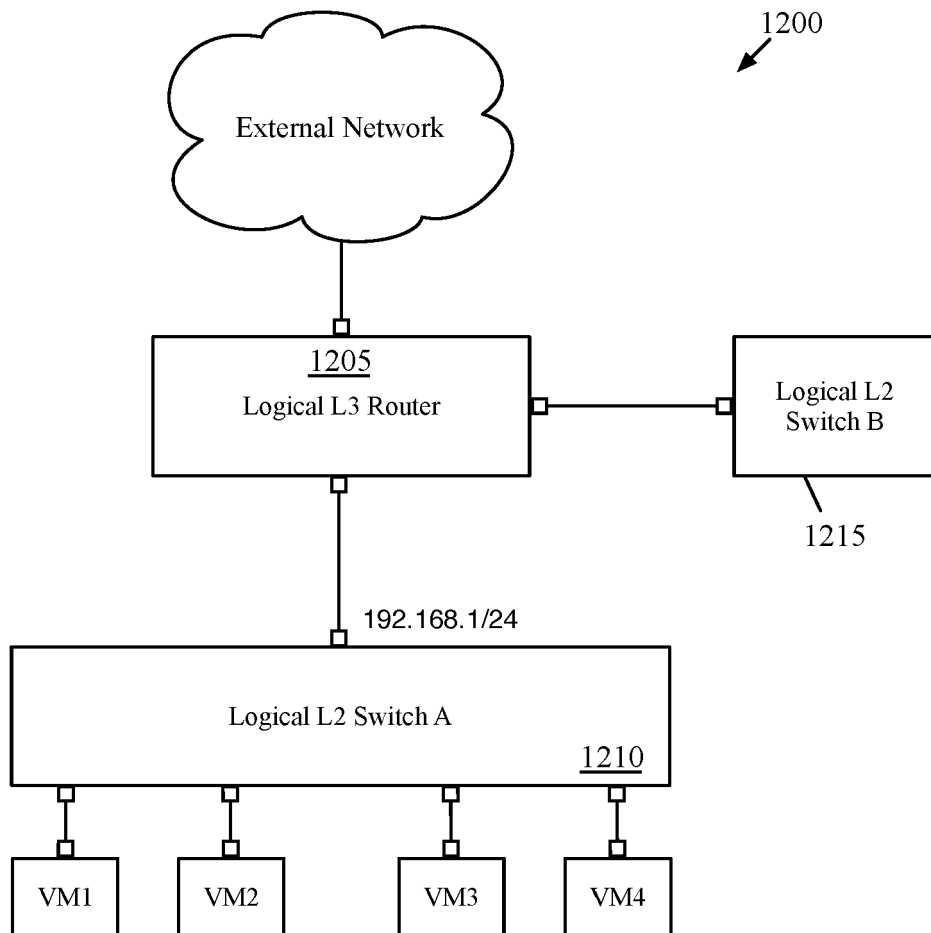 1200
External Network
1205
Logical L3 Router
Logical L2
Switch B
1215
192.168.1/24
Logical L2 Switch A
1210
VM1 VM2 VM3 VM4